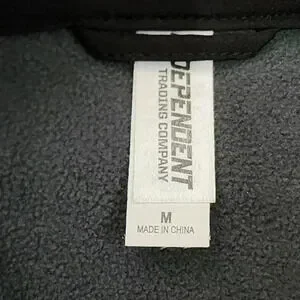 DEPENDENT
TRADING COMPANY
M
MADE IN CHINA